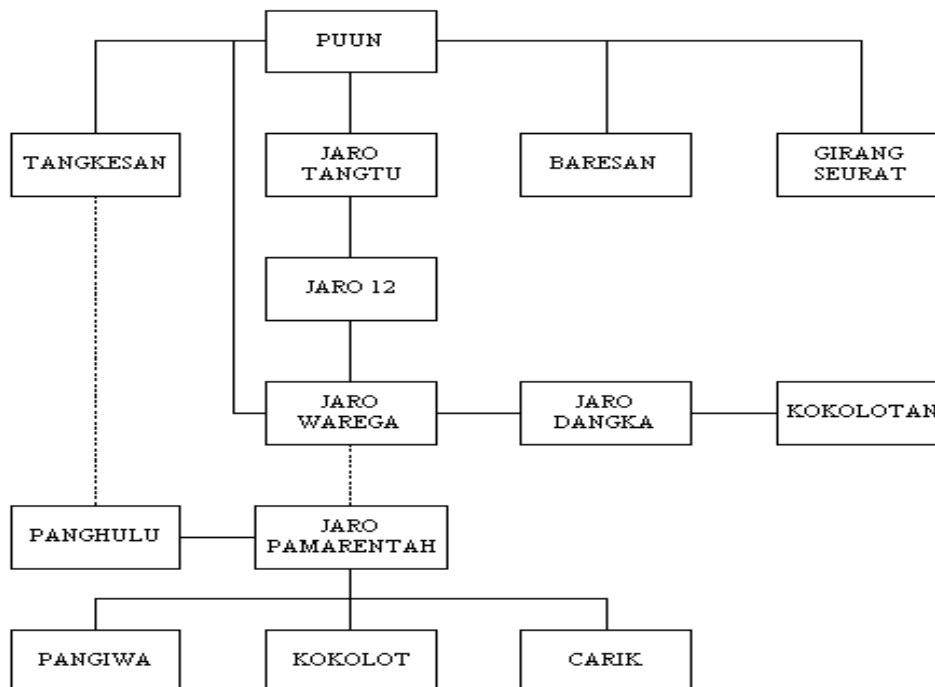 PUUN
TANGKESAN
JARO
TANGTU
BARESAN
GIRANG
SEURAT
JARO 12
JARO
WAREGA
JARO
DANGKA
KOKOLOTAN
PANGHULU
JARO
PAMARENTAH
PANGIWA
KOKOLOT
CARIK